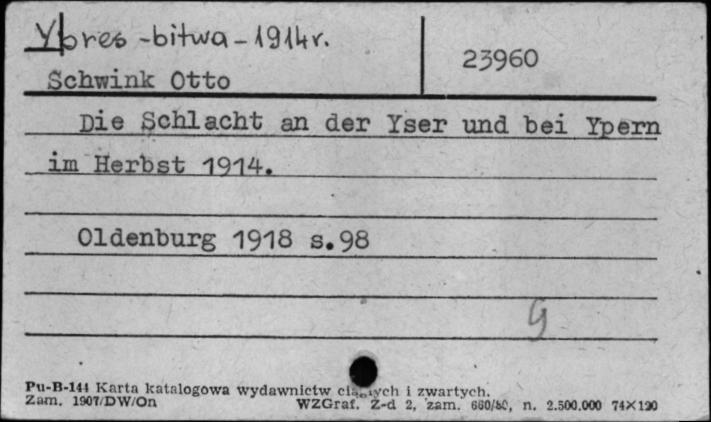 Ypres - bitwa - 1914 r.
23960
Schwink Otto
Die Schlacht an der Yser und bei Ypern
im Herbst 1914.
Oldenburg 1918 s.98
G
Pu-B-144 Karta katalogowa wydawnictw ciągłych i zwartych.
Zam. 1907/DW/On WZGraf. Z-d 2, zam. 660/80, n. 2.500.000 74×120